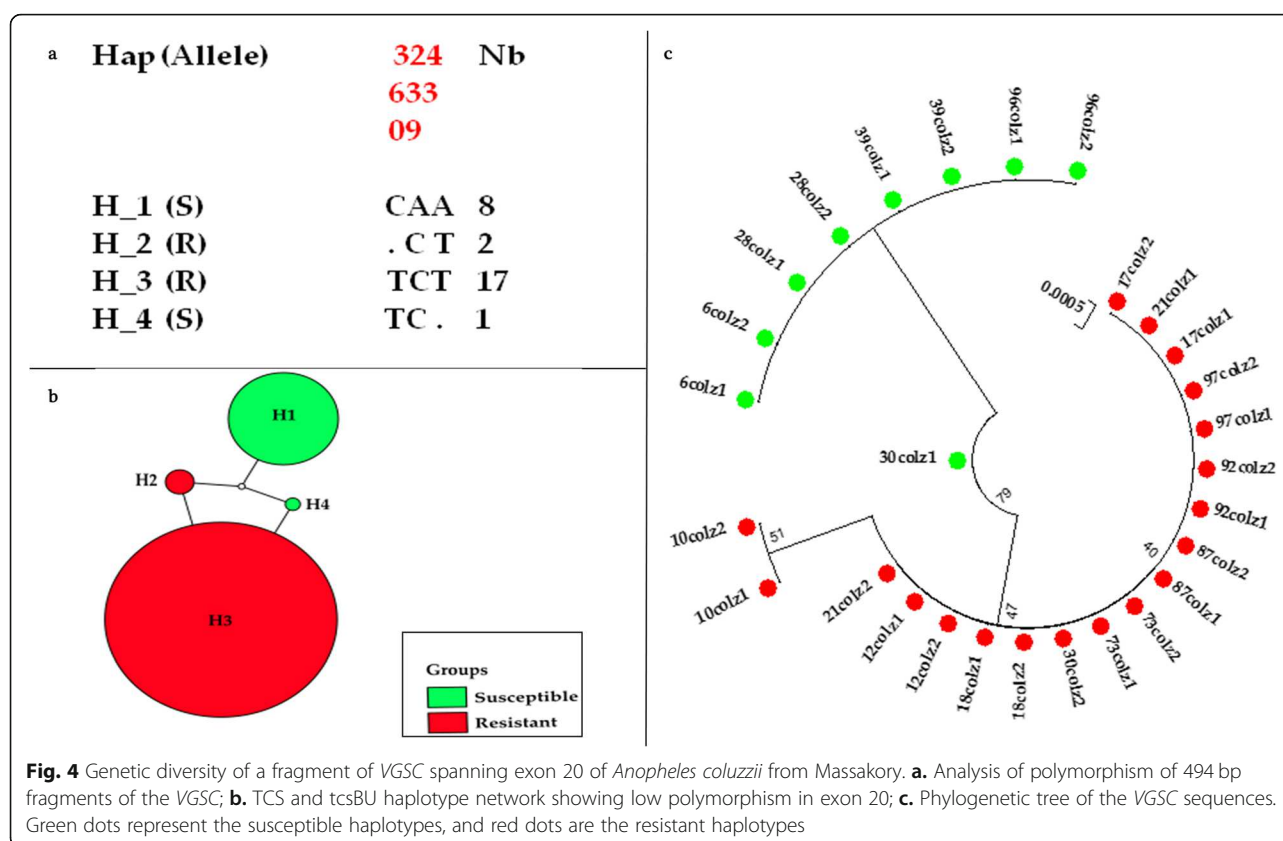 a Hap (Allele) 324 Nb
633
09
H_1 (S) CAA 8
H_2 (R) . C T 2
H_3 (R) TCT 17
H_4 (S) TC . 1
b
H1
H2
H4
H3
Groups
Susceptible
Resistant
c
96colz2
96colz1
39colz2
39colz1
28colz2
28colz1
6colz2
6colz1
30colz1
79
0.0005
17colz2
21colz1
17colz1
97colz2
97colz1
92colz2
92colz1
87colz2
40
87colz1
73colz2
73colz1
30colz2
47
18colz2
18colz1
12colz2
12colz1
21colz2
51
10colz2
10colz1
Fig. 4 Genetic diversity of a fragment of VGSC spanning exon 20 of Anopheles coluzzii from Massakory. a. Analysis of polymorphism of 494 bp
fragments of the VGSC; b. TCS and tcsBU haplotype network showing low polymorphism in exon 20; c. Phylogenetic tree of the VGSC sequences.
Green dots represent the susceptible haplotypes, and red dots are the resistant haplotypes